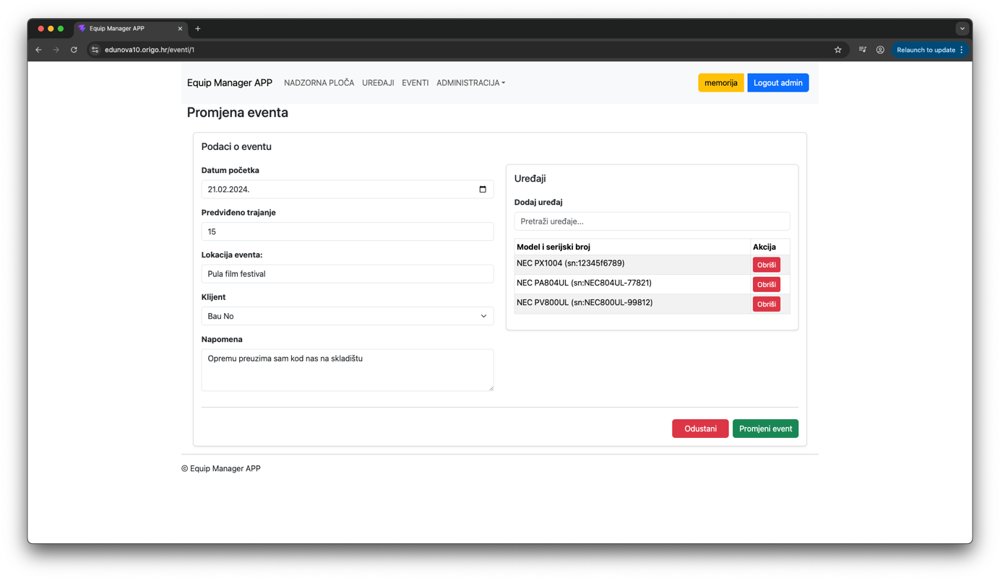 Equip Manager APP
edunova10.origo.hr/eventi/1
Relaunch to update
Equip Manager APP NADZORNA PLOČA UREĐAJI EVENTI ADMINISTRACIJA memorija Logout admin
Promjena eventa
Podaci o eventu
Datum početka
21.02.2024.
Predviđeno trajanje
15
Lokacija eventa:
Pula film festival
Klijent
Bau No
Napomena
Opremu preuzima sam kod nas na skladištu
Uređaji
Dodaj uređaj
Pretraži uređaje...
Model i serijski broj Akcija
NEC PX1004 (sn:12345f6789) Obriši
NEC PA804UL (sn:NEC804UL-77821) Obriši
NEC PV800UL (sn:NEC800UL-99812) Obriši
Odustani Promjeni event
© Equip Manager APP